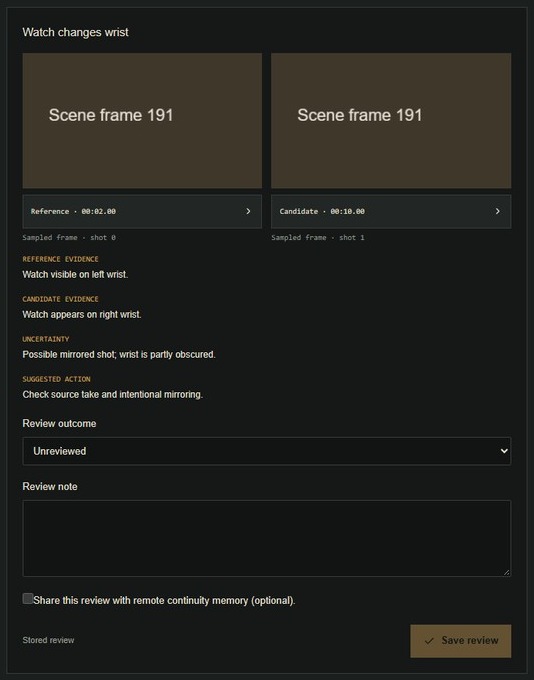 Watch changes wrist
Scene frame 191
Scene frame 191
Reference · 00:02.00
Candidate · 00:10.00
Sampled frame · shot 0
Sampled frame · shot 1
REFERENCE EVIDENCE
Watch visible on left wrist.
CANDIDATE EVIDENCE
Watch appears on right wrist.
UNCERTAINTY
Possible mirrored shot; wrist is partly obscured.
SUGGESTED ACTION
Check source take and intentional mirroring.
Review outcome
Unreviewed
Review note
Share this review with remote continuity memory (optional).
Stored review
Save review